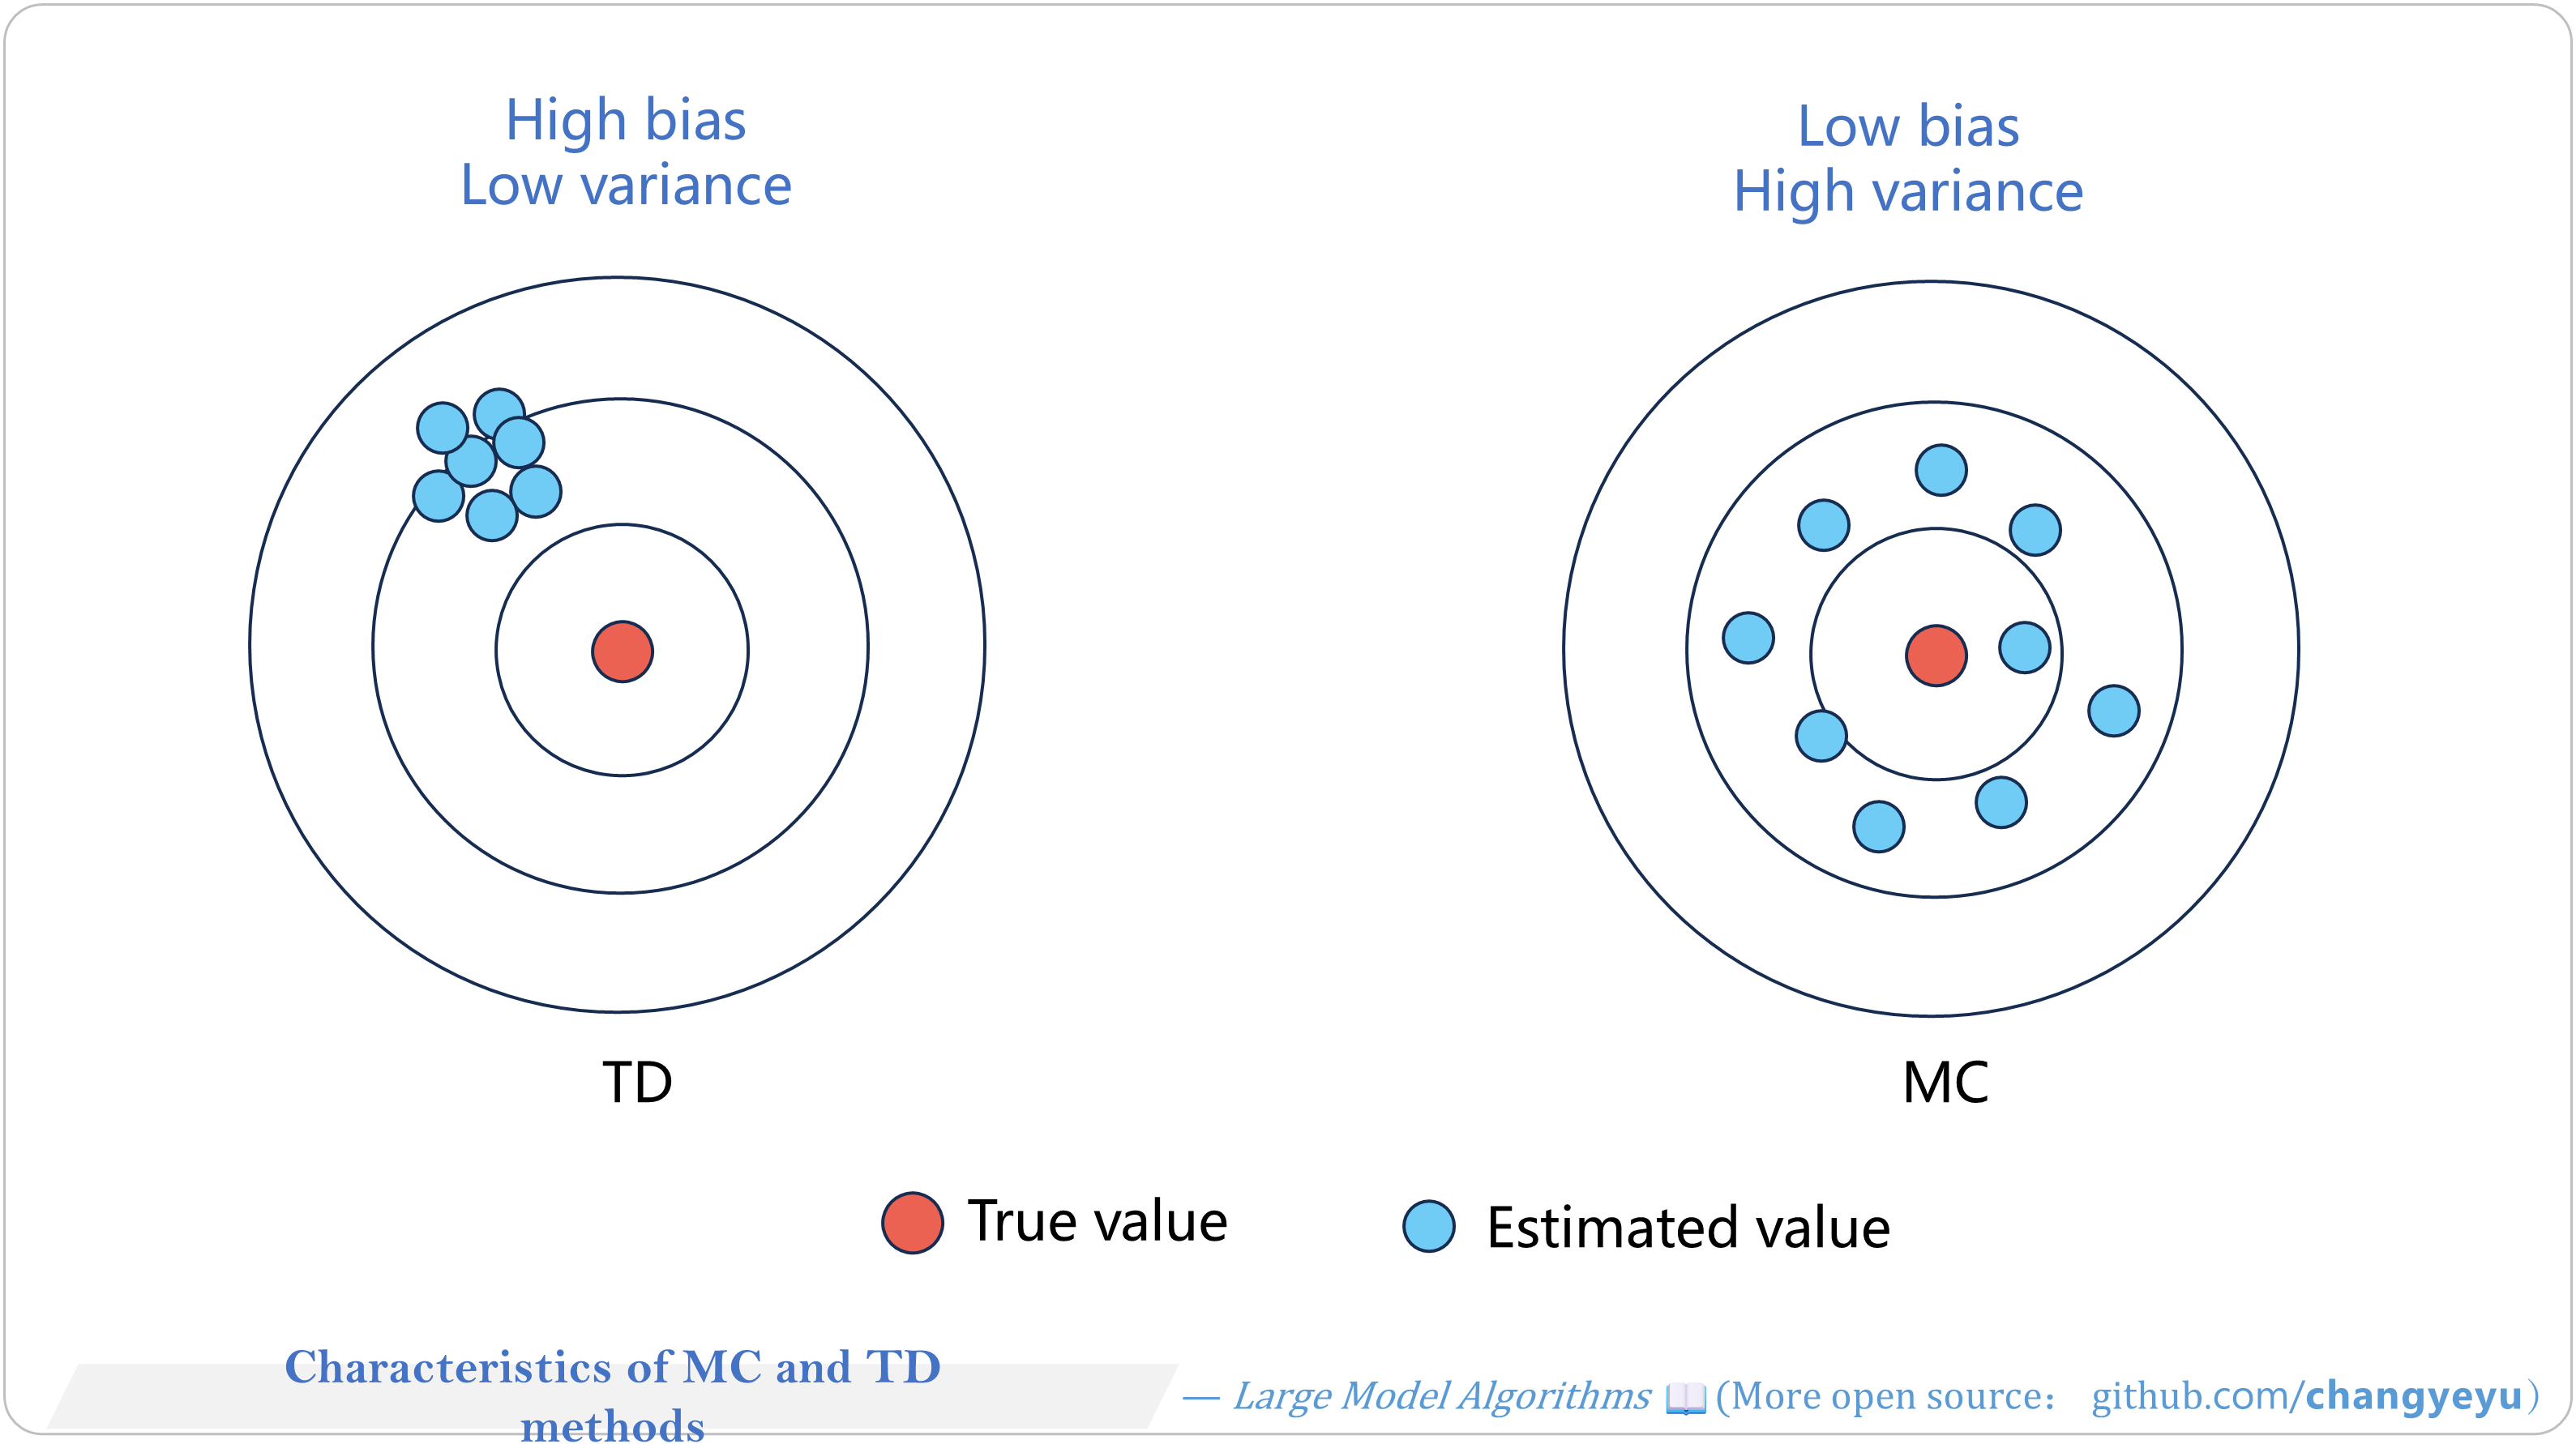 High bias
Low variance
Low bias
High variance
TD
MC
True value
Estimated value
Characteristics of MC and TD
methods
— Large Model Algorithms 📖 (More open source： github.com/changyeyu）